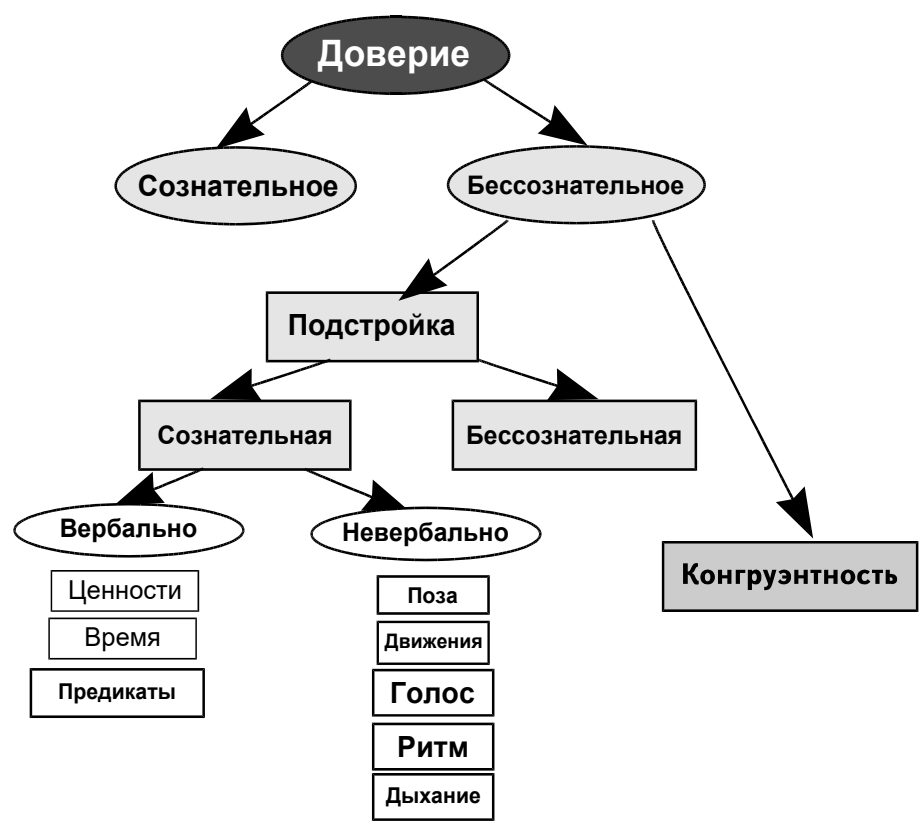 Доверие
Сознательное
Бессознательное
Подстройка
Сознательная
Бессознательная
Вербально
Невербально
Конгруэнтность
Ценности
Время
Предикаты
Поза
Движения
Голос
Ритм
Дыхание